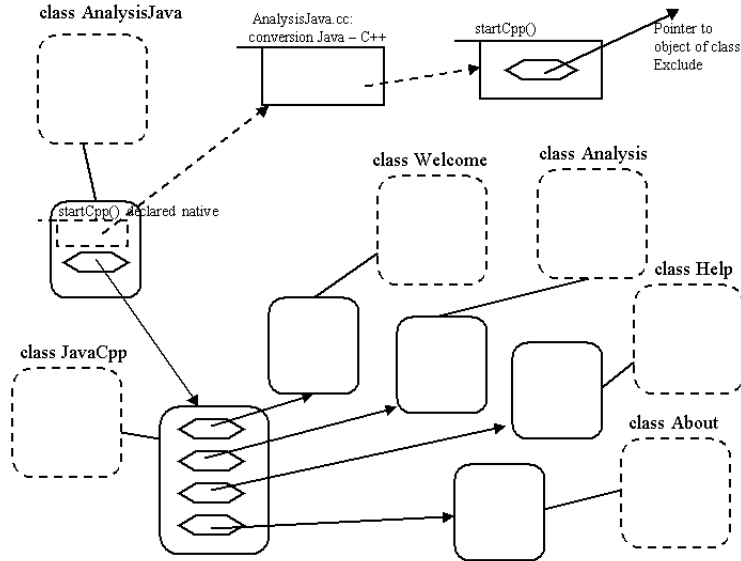 class AnalysisJava
AnalysisJava.cc:
conversion Java – C++
startCpp()
Pointer to
object of class
Exclude
startCpp() declared native
class Welcome
class Analysis
class Help
class JavaCpp
class About